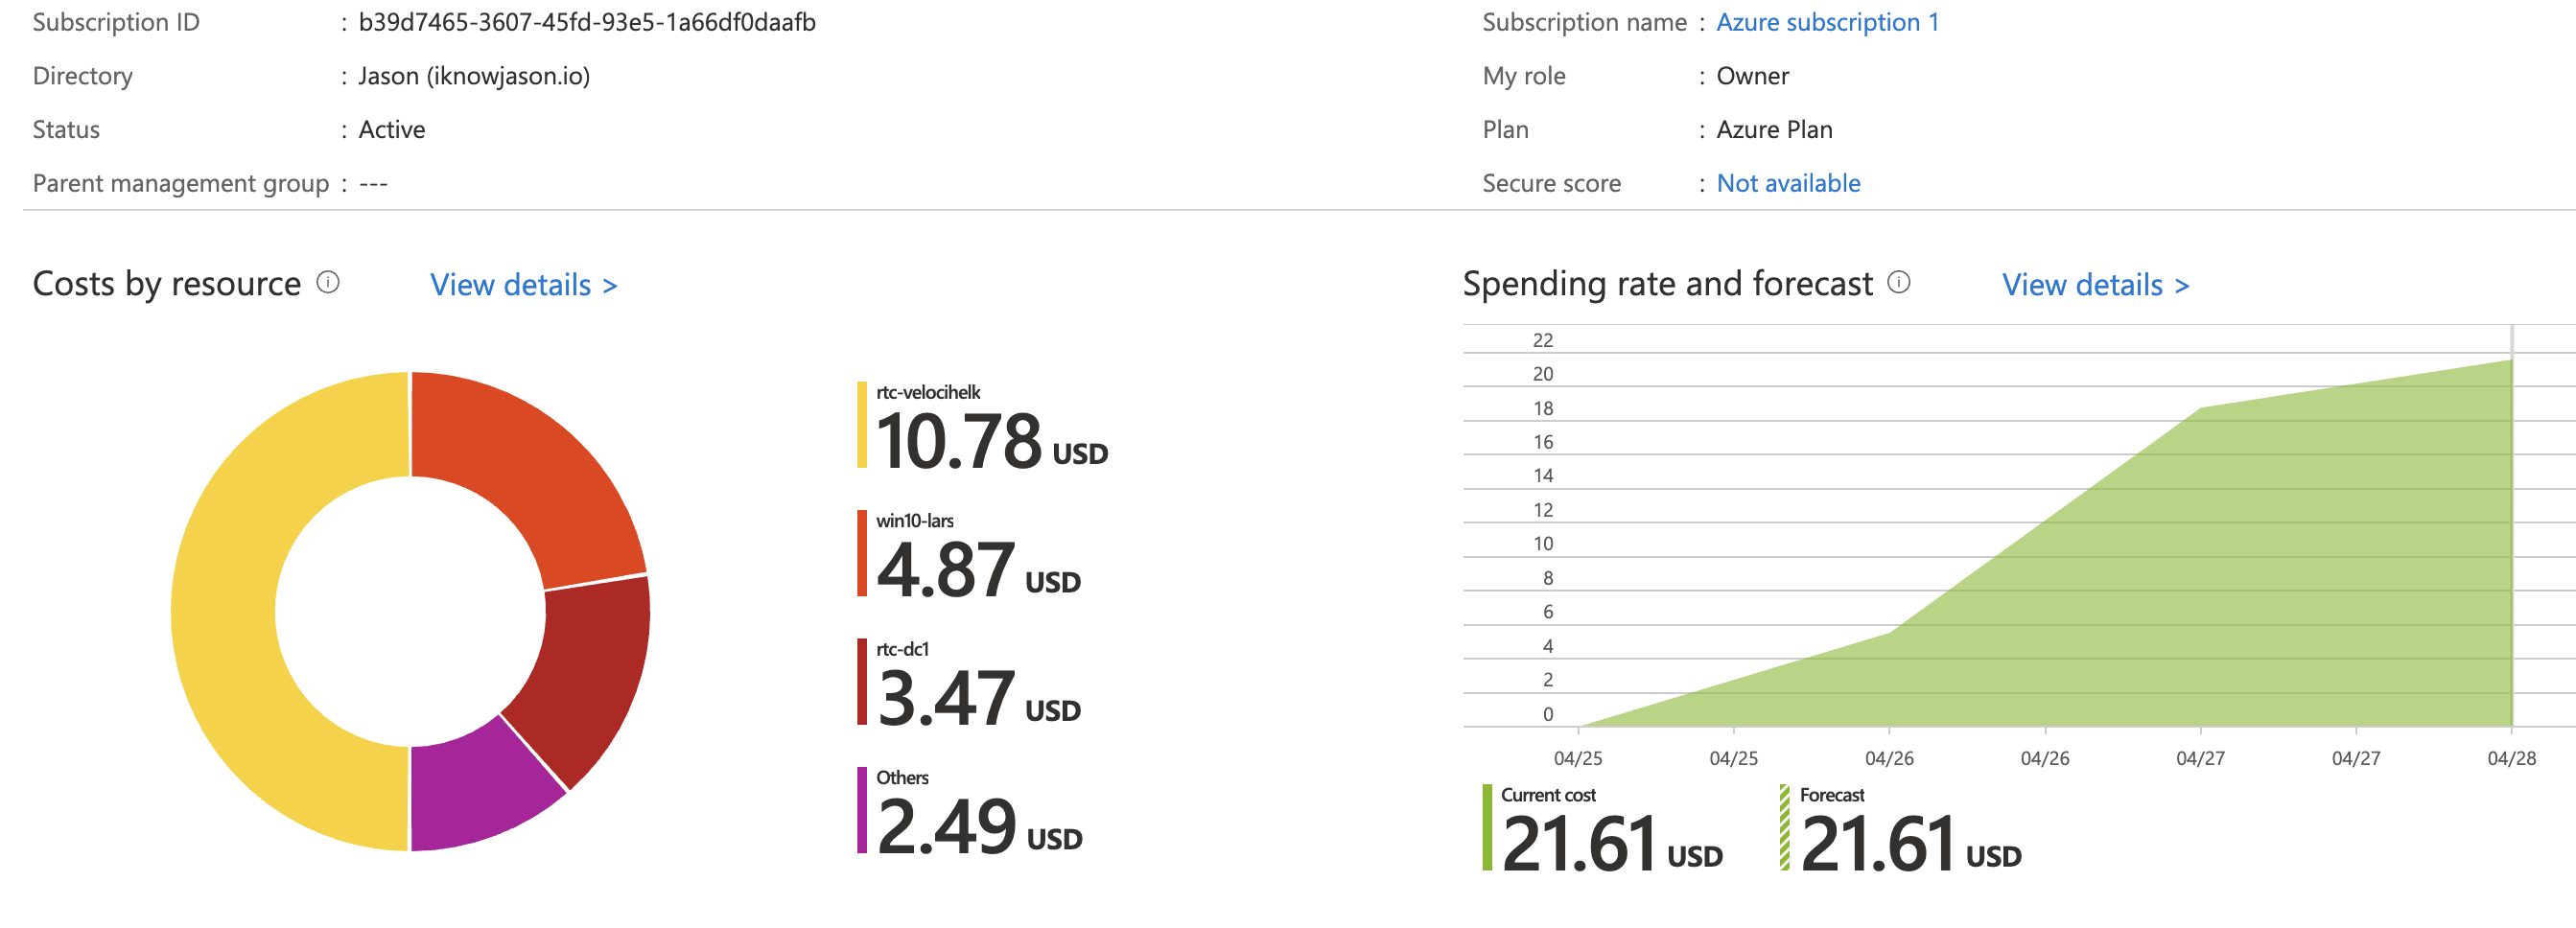 Subscription ID : b39d7465-3607-45fd-93e5-1a66df0daafb
Subscription name : Azure subscription 1
Directory : Jason (iknowjason.io)
My role : Owner
Status : Active
Plan : Azure Plan
Parent management group : ---
Secure score : Not available
Costs by resource View details >
rtc-velocihelk
10.78 USD
win10-lars
4.87 USD
rtc-dc1
3.47 USD
Others
2.49 USD
Spending rate and forecast View details >
22
20
18
16
14
12
10
8
6
4
2
0
04/25 04/25 04/26 04/26 04/27 04/27 04/28
Current cost
21.61 USD
Forecast
21.61 USD